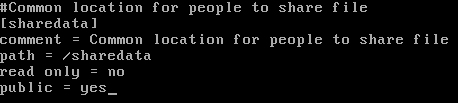 #Common location for people to share file
[sharedata]
comment = Common location for people to share file
path = /sharedata
read only = no
public = yes_